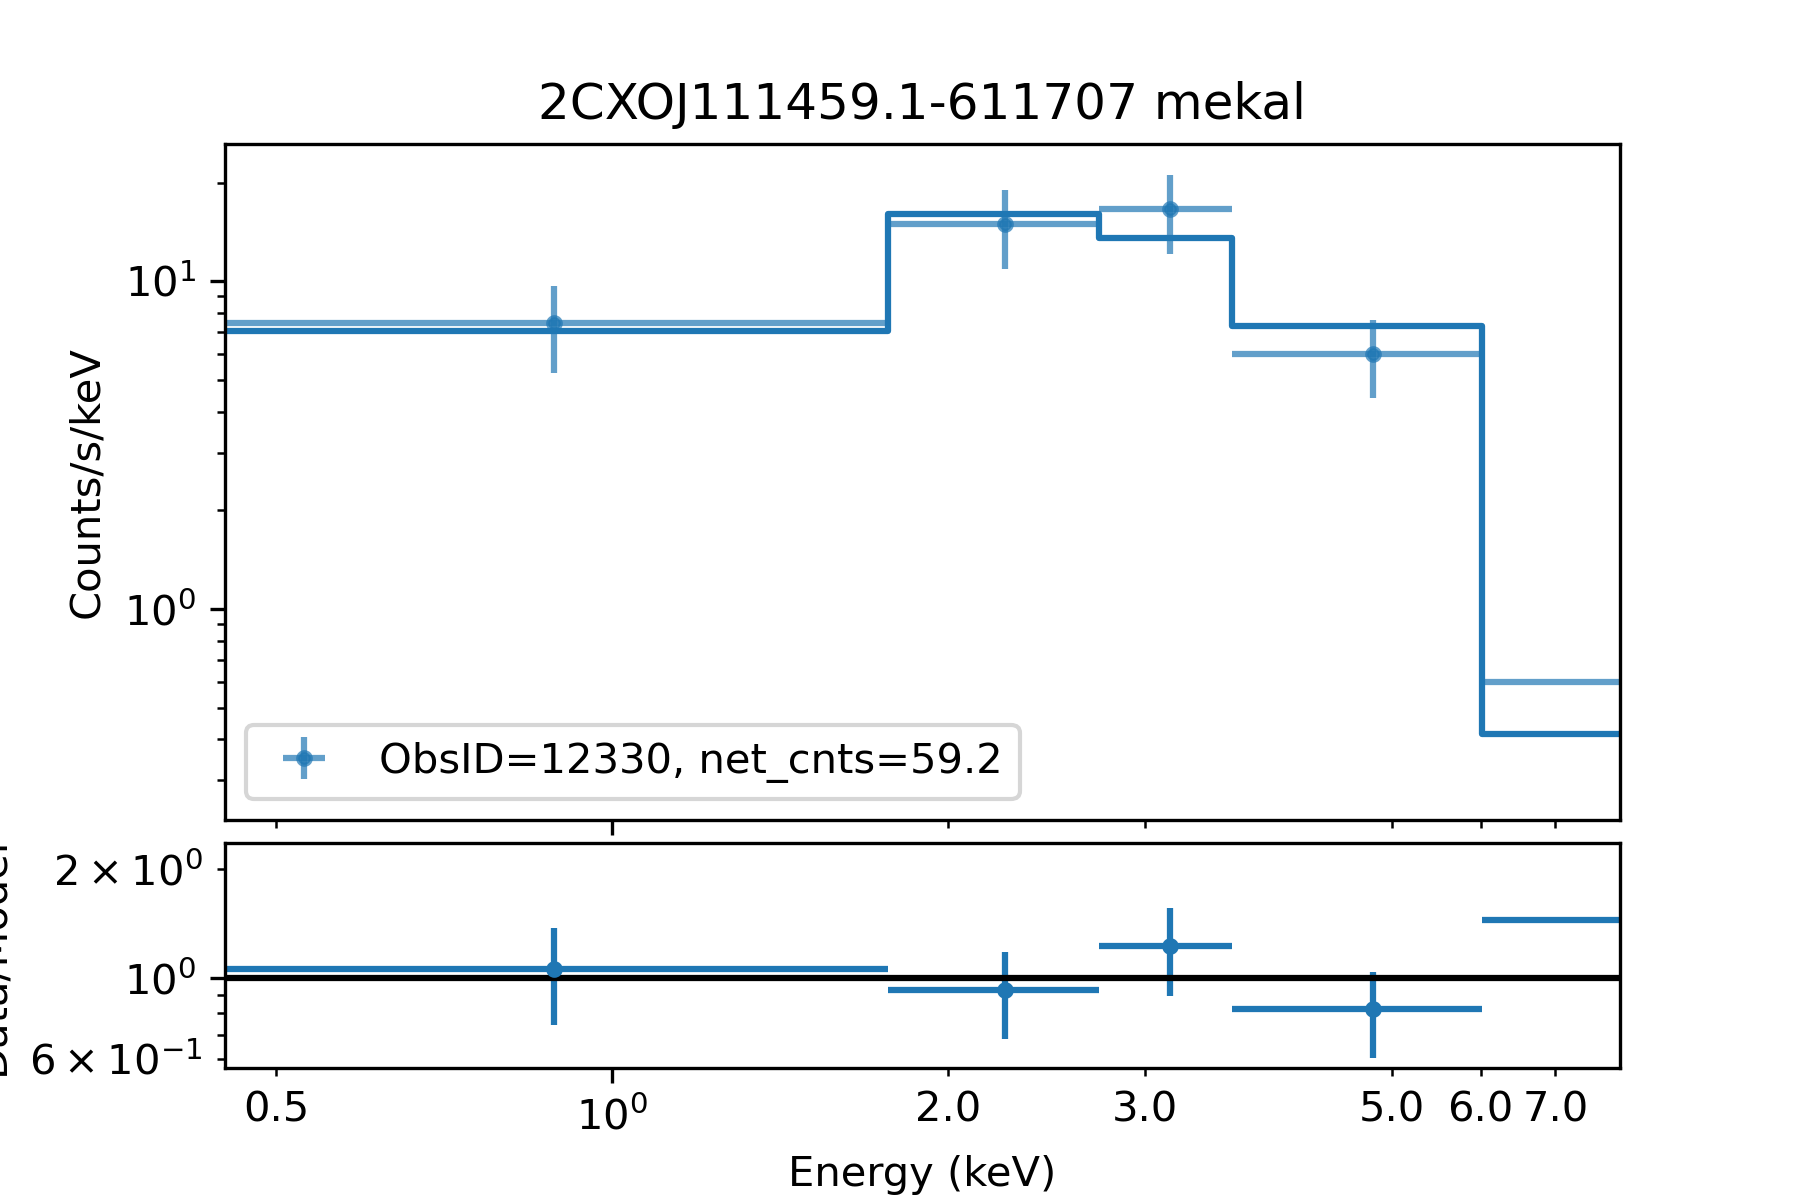 2CXOJ111459.1-611707 mekal
Counts/s/keV
10¹
10⁰
ObsID=12330, net_cnts=59.2
2 × 10⁰
10⁰
6 × 10⁻¹
0.5 10⁰ 2.0 3.0 5.0 6.0 7.0
Energy (keV)